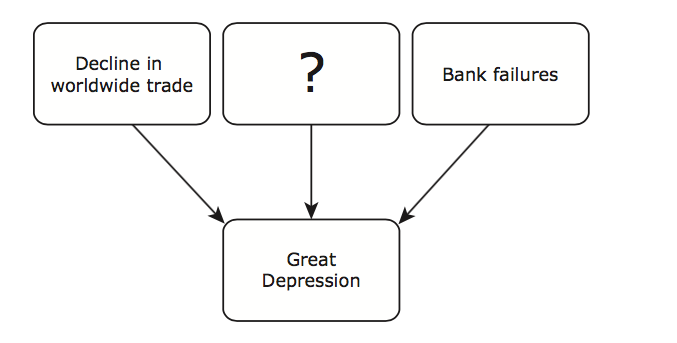 Decline in
worldwide trade
?
Bank failures
Great
Depression